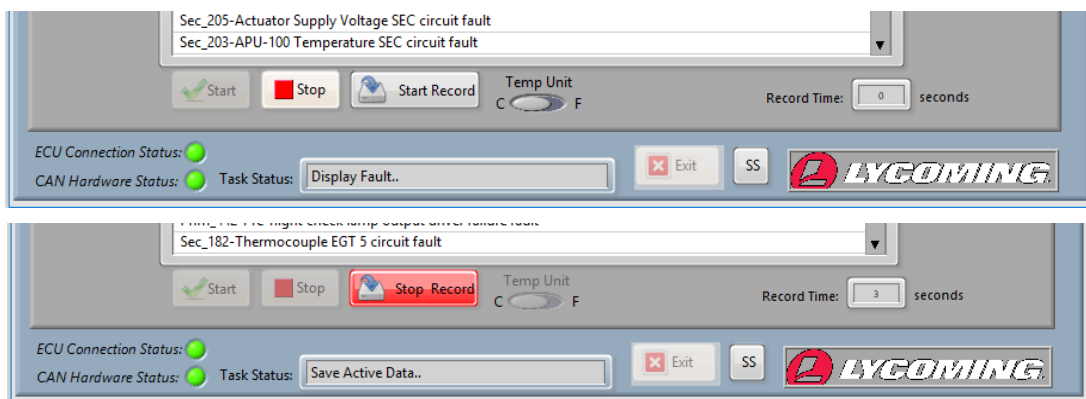 Sec_205-Actuator Supply Voltage SEC circuit fault
Sec_203-APU-100 Temperature SEC circuit fault
Start Stop Start Record Temp Unit C F Record Time: 0 seconds
ECU Connection Status:
CAN Hardware Status: Task Status: Display Fault.. Exit SS LYCOMING
Sec_182-Thermocouple EGT 5 circuit fault
Start Stop Stop Record Temp Unit C F Record Time: 3 seconds
ECU Connection Status:
CAN Hardware Status: Task Status: Save Active Data.. Exit SS LYCOMING